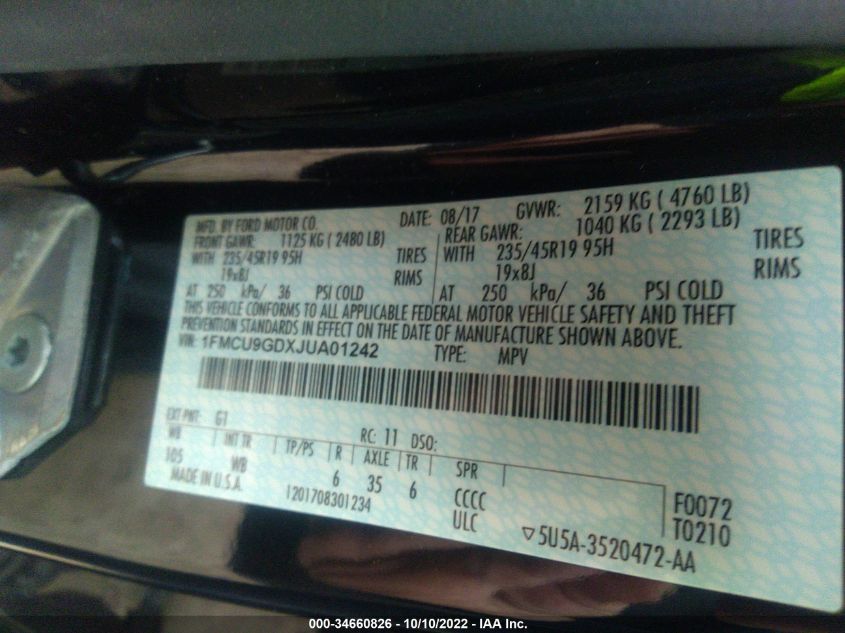 MFD. BY FORD MOTOR CO. DATE: 08/17 GVWR: 2159 KG ( 4760 LB)
FRONT GAWR: 1125 KG ( 2480 LB) REAR GAWR: 1040 KG ( 2293 LB)
WITH 235/45R19 95H TIRES WITH 235/45R19 95H TIRES
19x8J RIMS 19x8J RIMS
AT 250 kPa/ 36 PSI COLD AT 250 kPa/ 36 PSI COLD
THIS VEHICLE CONFORMS TO ALL APPLICABLE FEDERAL MOTOR VEHICLE SAFETY AND THEFT
PREVENTION STANDARDS IN EFFECT ON THE DATE OF MANUFACTURE SHOWN ABOVE.
VIN: 1FMCU9GDXJUA01242 TYPE: MPV
EXT PNT: G1 RC: 11 DSO:
WB INT TR TP/PS R AXLE TR SPR
105 WB 6 35 6 CCCC F0072
MADE IN U.S.A. 1201708301234 ULC T0210
▽5U5A-3520472-AA
000-34660826 - 10/10/2022 - IAA Inc.